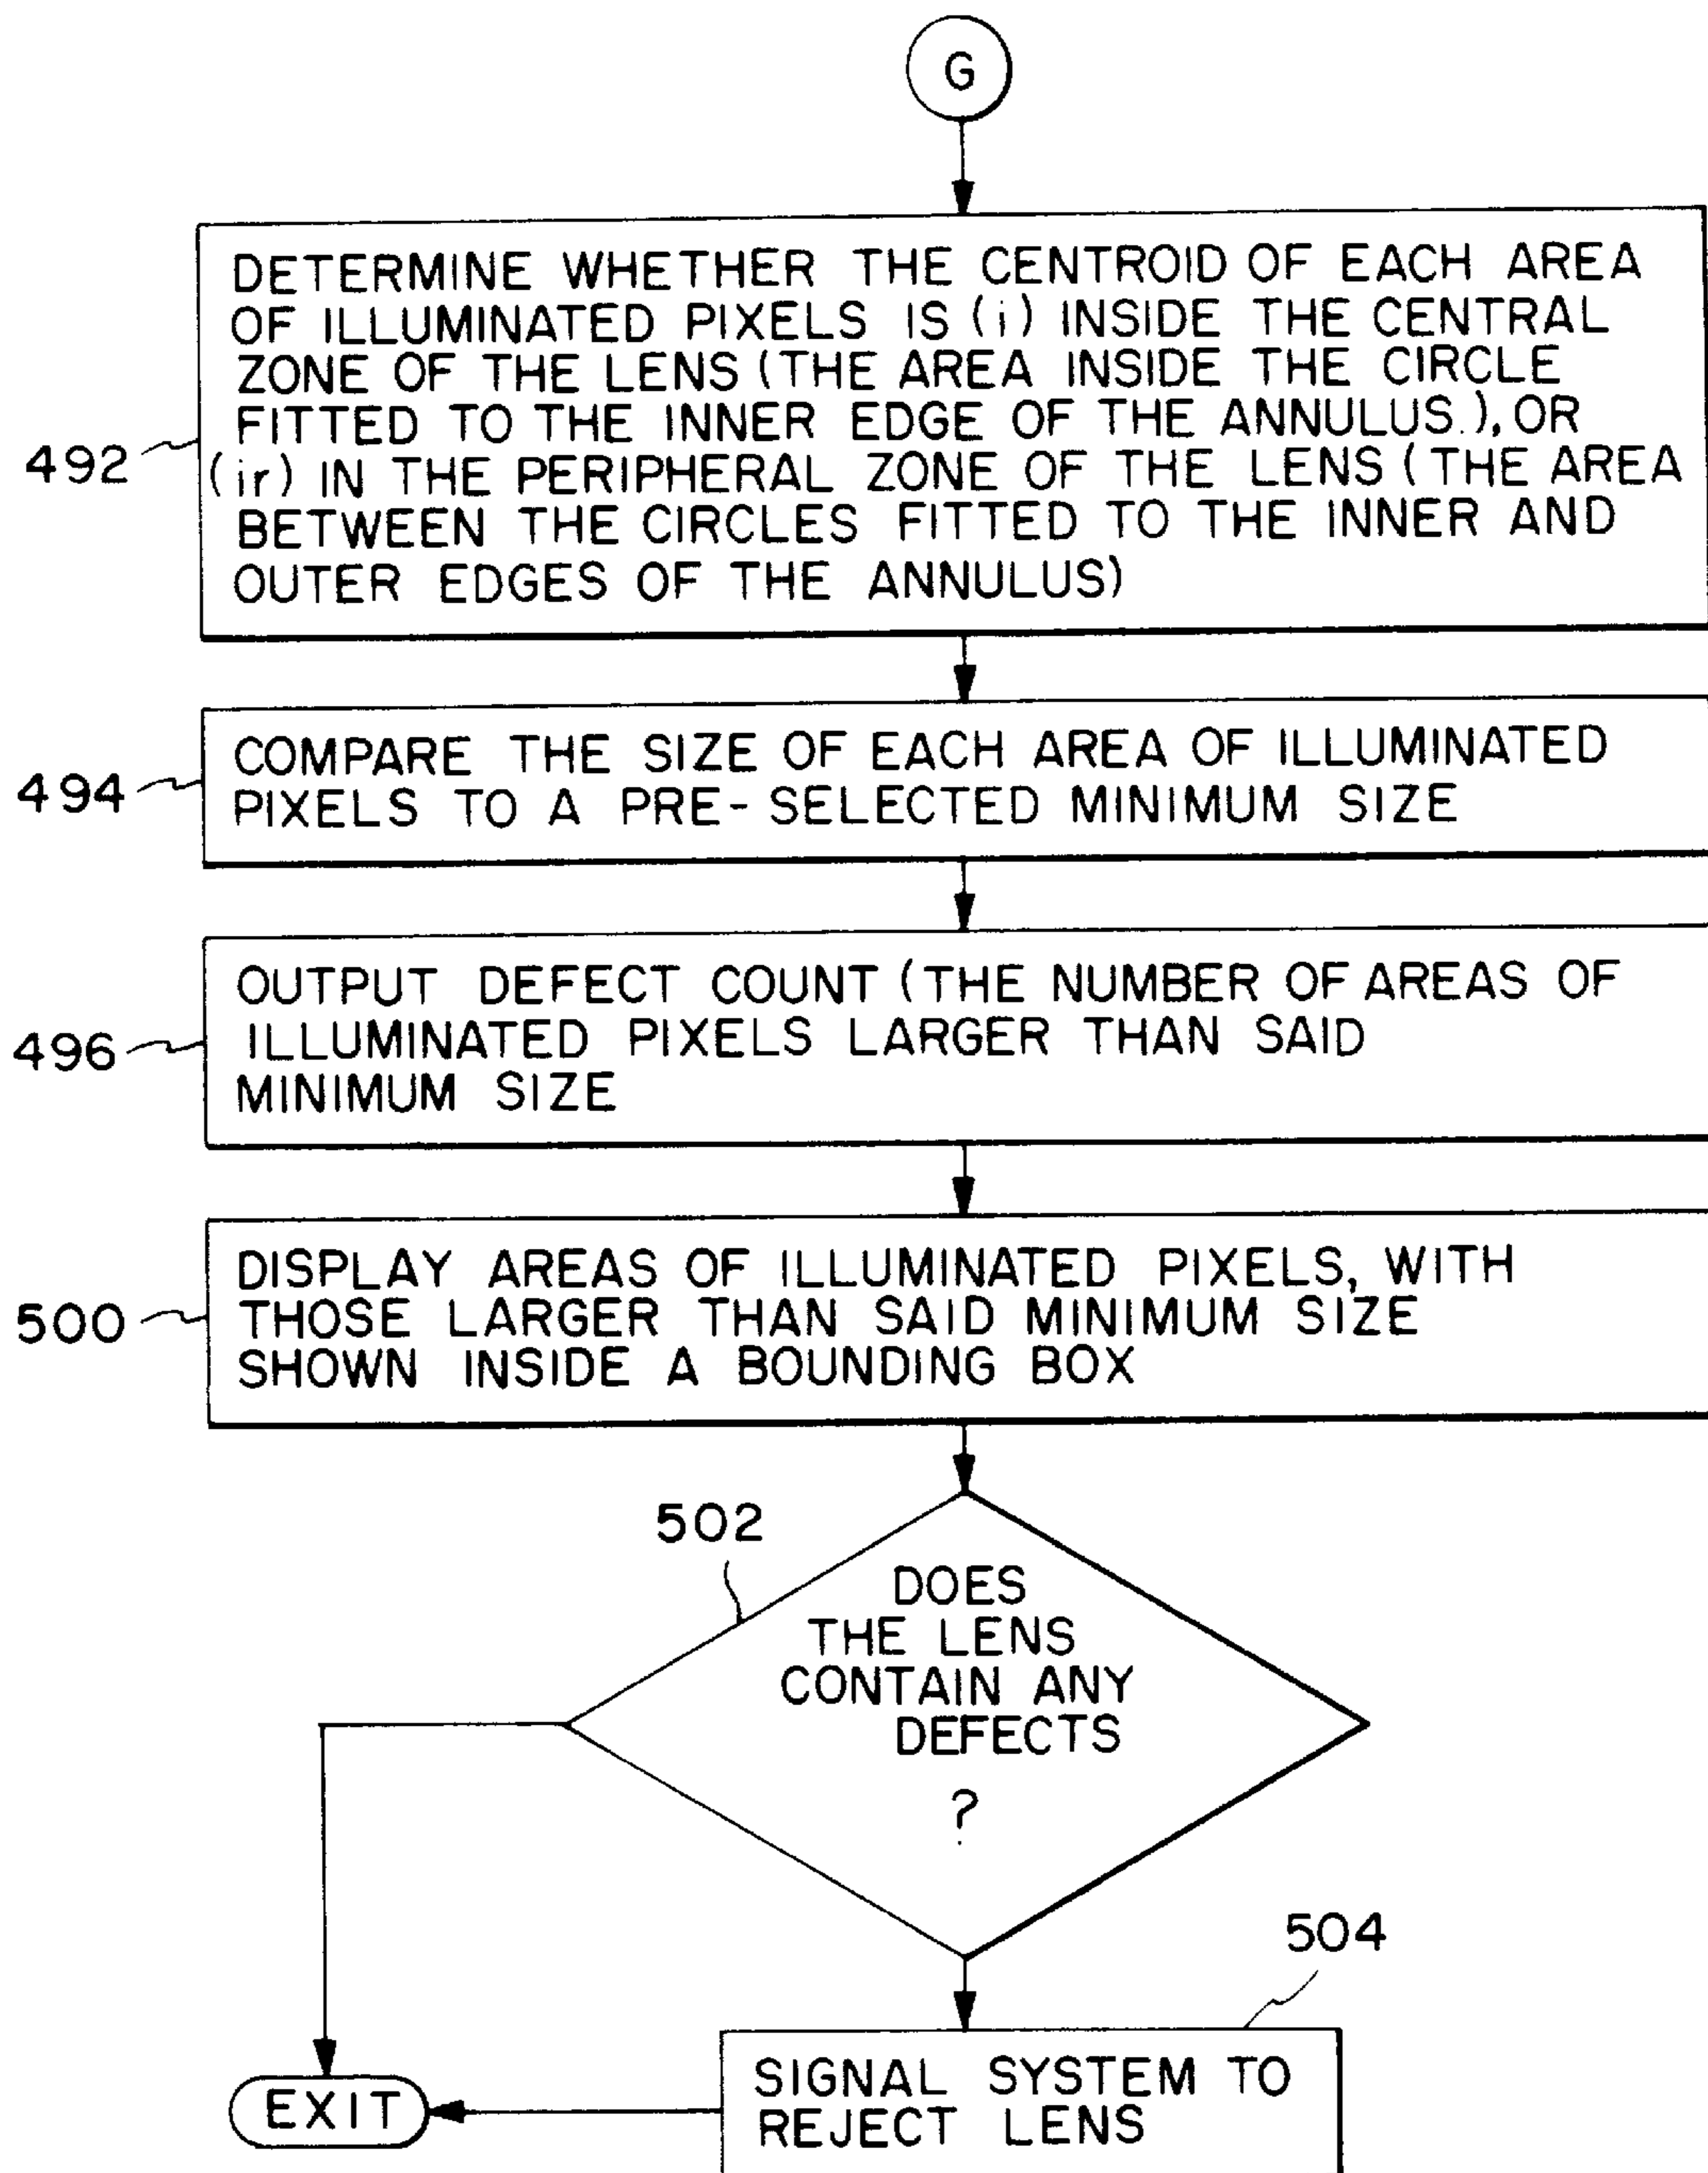 G
DETERMINE WHETHER THE CENTROID OF EACH AREA
OF ILLUMINATED PIXELS IS (i) INSIDE THE CENTRAL
ZONE OF THE LENS (THE AREA INSIDE THE CIRCLE
FITTED TO THE INNER EDGE OF THE ANNULUS.), OR
(ir) IN THE PERIPHERAL ZONE OF THE LENS (THE AREA
BETWEEN THE CIRCLES FITTED TO THE INNER AND
OUTER EDGES OF THE ANNULUS)
492
COMPARE THE SIZE OF EACH AREA OF ILLUMINATED
PIXELS TO A PRE-SELECTED MINIMUM SIZE
494
OUTPUT DEFECT COUNT (THE NUMBER OF AREAS OF
ILLUMINATED PIXELS LARGER THAN SAID
MINIMUM SIZE
496
DISPLAY AREAS OF ILLUMINATED PIXELS, WITH
THOSE LARGER THAN SAID MINIMUM SIZE
SHOWN INSIDE A BOUNDING BOX
500
502
DOES
THE LENS
CONTAIN ANY
DEFECTS
?
504
SIGNAL SYSTEM TO
REJECT LENS
EXIT